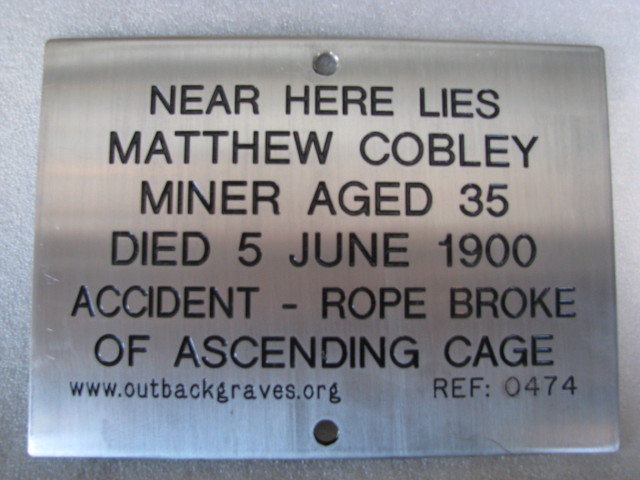 NEAR HERE LIES
MATTHEW COBLEY
MINER AGED 35
DIED 5 JUNE 1900
ACCIDENT - ROPE BROKE
OF ASCENDING CAGE
www.outbackgraves.org REF: 0474